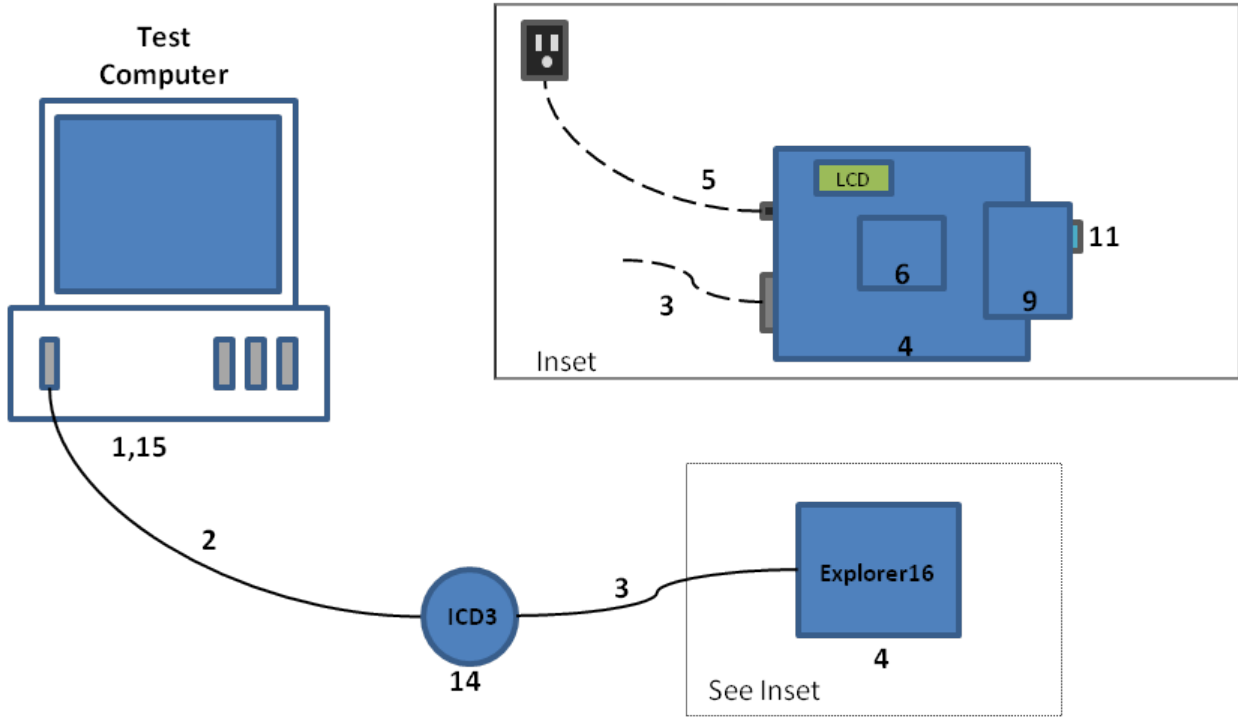 Test
Computer
LCD
5
11
6
3
9
4
Inset
1,15
2
3
Explorer16
ICD3
14
4
See Inset